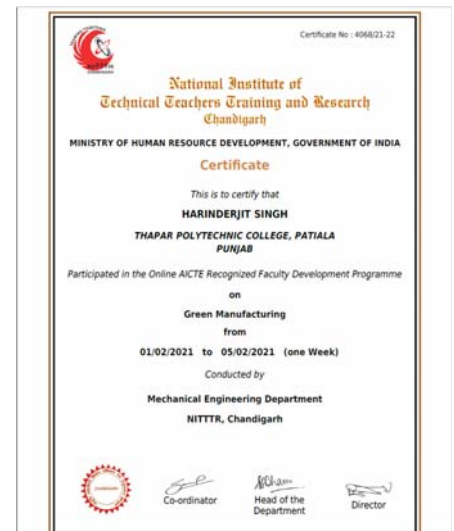 Certificate No : 4068/21-22
NITTTR
CHANDIGARH
National Institute of
Technical Teachers Training and Research
Chandigarh
MINISTRY OF HUMAN RESOURCE DEVELOPMENT, GOVERNMENT OF INDIA
Certificate
This is to certify that
HARINDERJIT SINGH
THAPAR POLYTECHNIC COLLEGE, PATIALA
PUNJAB
Participated in the Online AICTE Recognized Faculty Development Programme
on
Green Manufacturing
from
01/02/2021 to 05/02/2021 (one Week)
Conducted by
Mechanical Engineering Department
NITTTR, Chandigarh
Co-ordinator
Head of the
Department
Director